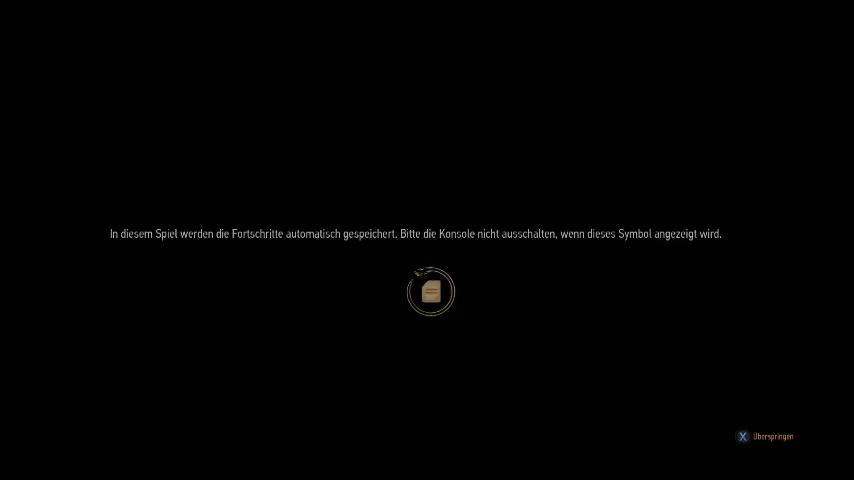 In diesem Spiel werden die Fortschritte automatisch gespeichert. Bitte die Konsole nicht ausschalten, wenn dieses Symbol angezeigt wird.
X Überspringen